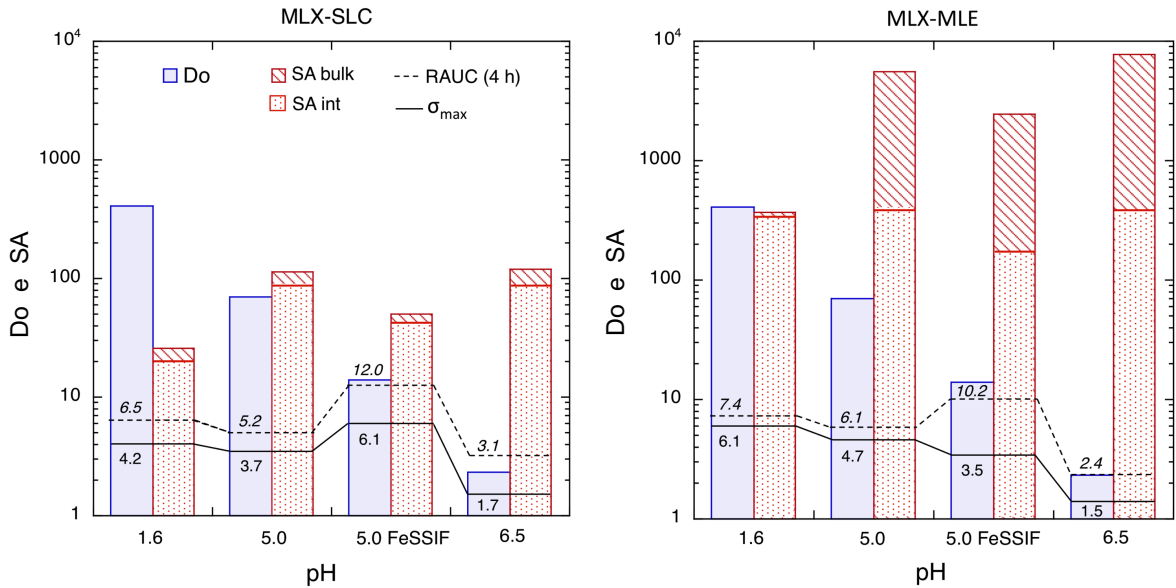 MLX-SLC
10⁴
1000
100
10
1
Do e SA
Do
SA bulk
SA int
RAUC (4 h)
σmax
6.5
4.2
5.2
3.7
12.0
6.1
3.1
1.7
1.6
5.0
5.0 FeSSIF
6.5
pH
MLX-MLE
10⁴
1000
100
10
1
Do e SA
7.4
6.1
6.1
4.7
10.2
3.5
2.4
1.5
1.6
5.0
5.0 FeSSIF
6.5
pH